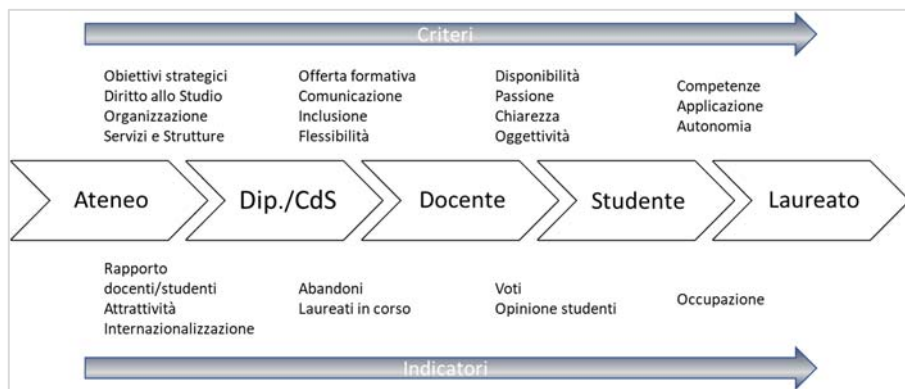 Criteri
Obiettivi strategici
Diritto allo Studio
Organizzazione
Servizi e Strutture
Offerta formativa
Comunicazione
Inclusione
Flessibilità
Disponibilità
Passione
Chiarezza
Oggettività
Competenze
Applicazione
Autonomia
Ateneo
Dip./CdS
Docente
Studente
Laureato
Rapporto
docenti/studenti
Attrattività
Internazionalizzazione
Abandoni
Laureati in corso
Voti
Opinione studenti
Occupazione
Indicatori